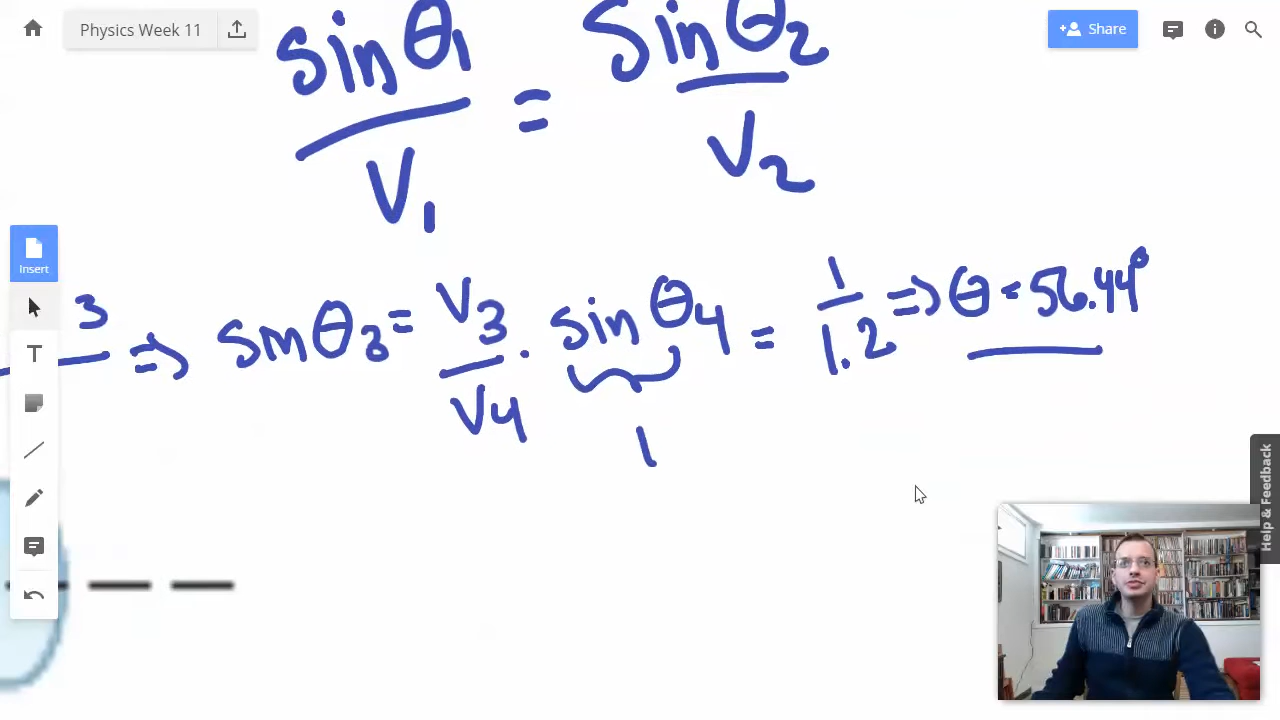 Physics Week 11
Share
sinθ1 / V1 = sinθ2 / V2
Insert
3 => sinθ3 = V3 / V4 · sinθ4 = 1 / 1.2 => θ = 56.44°
1
T
Help & Feedback